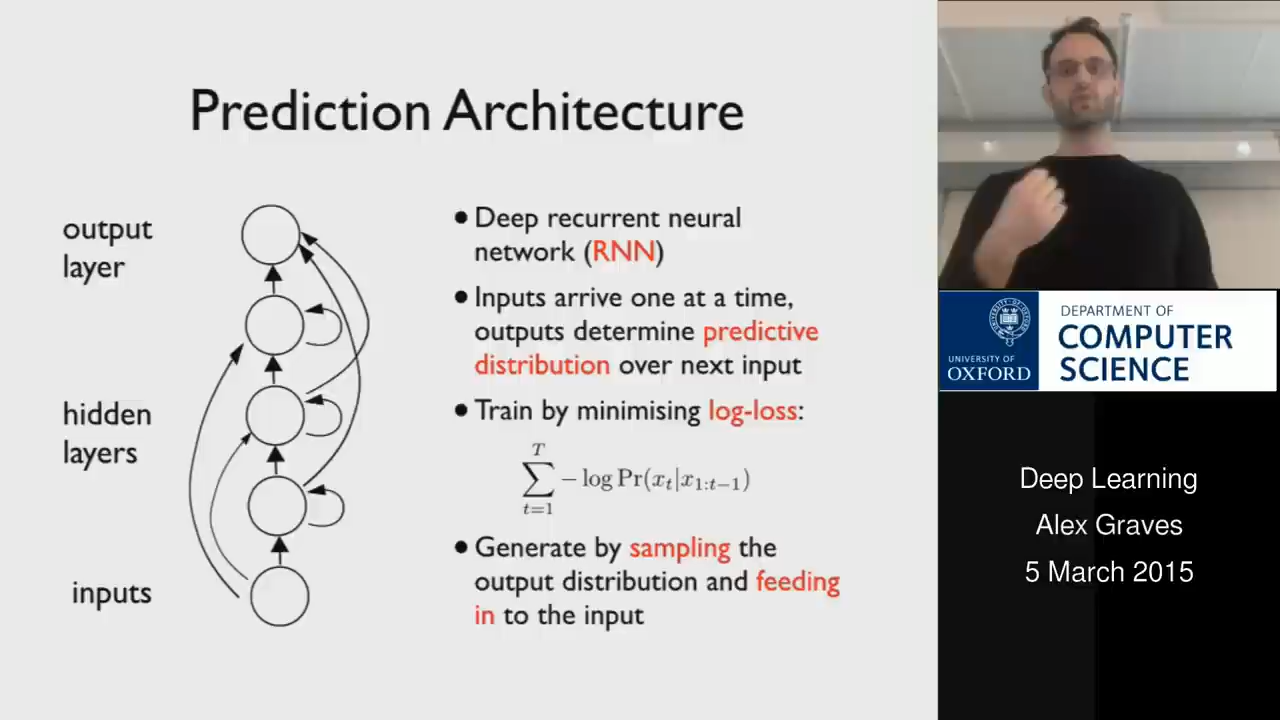 Prediction Architecture
output
layer
hidden
layers
inputs
• Deep recurrent neural
network (RNN)
• Inputs arrive one at a time,
outputs determine predictive
distribution over next input
• Train by minimising log-loss:
\sum_{t=1}^{T} -\log \Pr(x_t|x_{1:t-1})
• Generate by sampling the
output distribution and feeding
in to the input
UNIVERSITY OF
OXFORD
DEPARTMENT OF
COMPUTER
SCIENCE
Deep Learning
Alex Graves
5 March 2015